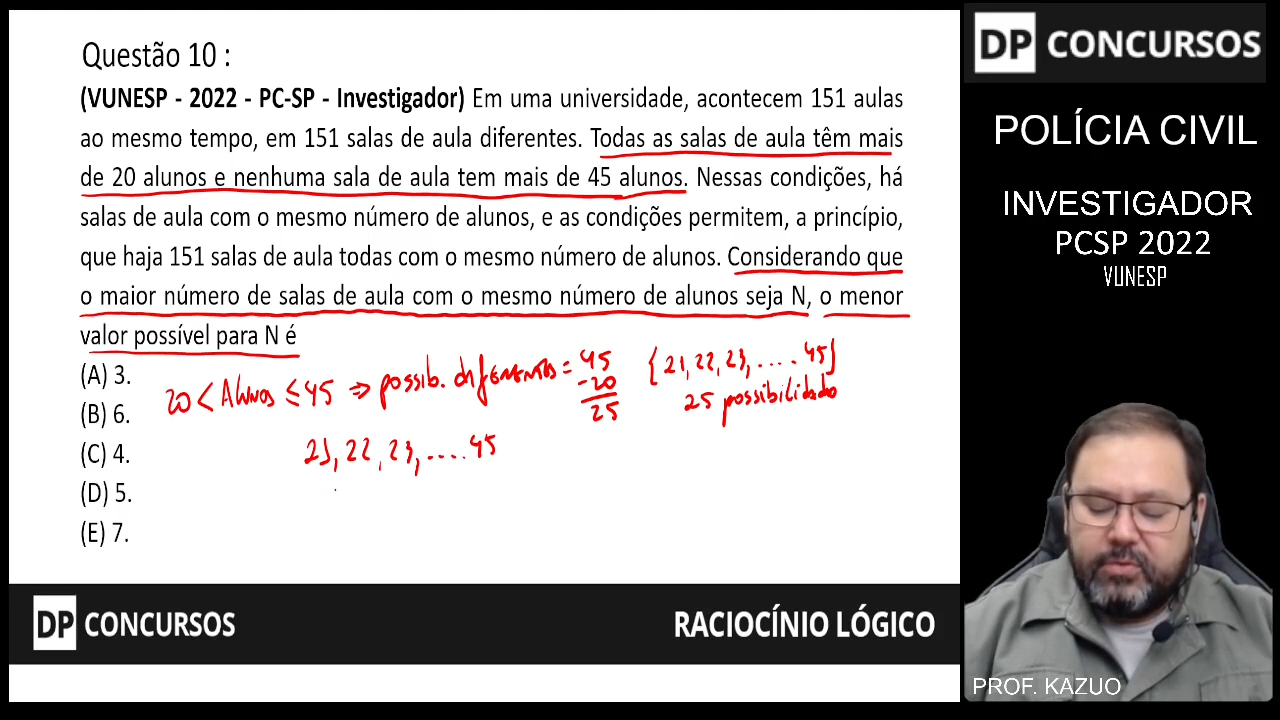 Questão 10 :
(VUNESP - 2022 - PC-SP - Investigador) Em uma universidade, acontecem 151 aulas
ao mesmo tempo, em 151 salas de aula diferentes. Todas as salas de aula têm mais
de 20 alunos e nenhuma sala de aula tem mais de 45 alunos. Nessas condições, há
salas de aula com o mesmo número de alunos, e as condições permitem, a princípio,
que haja 151 salas de aula todas com o mesmo número de alunos. Considerando que
o maior número de salas de aula com o mesmo número de alunos seja N, o menor
valor possível para N é
(A) 3.
(B) 6.
(C) 4.
(D) 5.
(E) 7.
20 < Alunos ≤ 45 ⇒ possib. diferentes = 45
-20
25
{21, 22, 23, .... 45}
25 possibilidade
21, 22, 23, .... 45
DP CONCURSOS
RACIOCÍNIO LÓGICO
DP CONCURSOS
POLÍCIA CIVIL
INVESTIGADOR
PCSP 2022
VUNESP
PROF. KAZUO